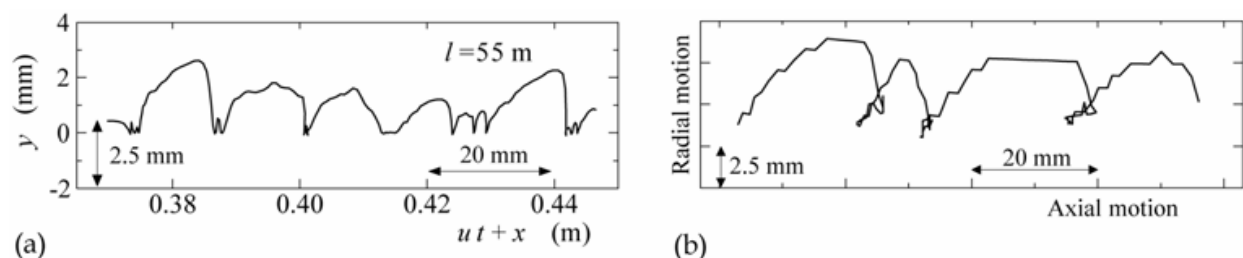 4
2
0
-2
y (mm)
l = 55 m
2.5 mm
20 mm
0.38 0.40 0.42 0.44
u t + x (m)
(a)
Radial motion
2.5 mm
20 mm
Axial motion
(b)